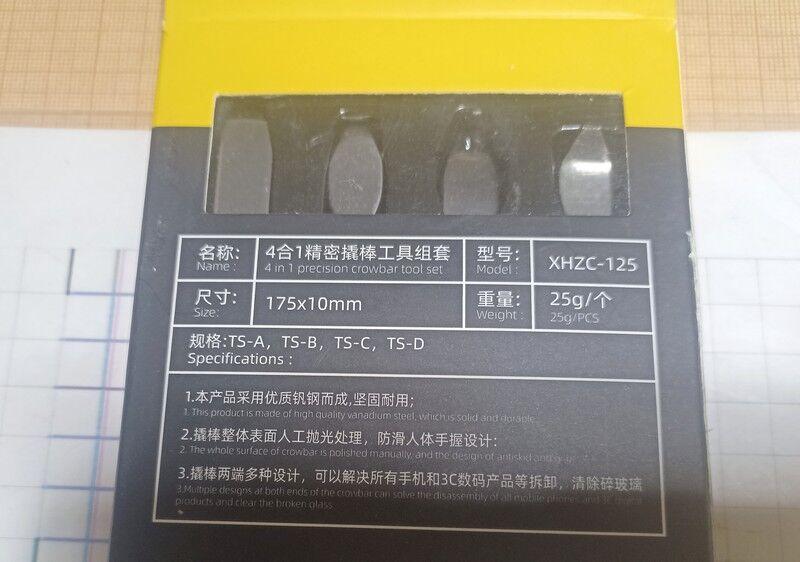 名称: 4合1精密撬棒工具组套 型号: XHZC-125
Name : 4 in 1 precision crowbar tool set Model :
尺寸: 175x10mm 重量: 25g/个
Size: Weight : 25g/PCS
规格:TS-A，TS-B，TS-C，TS-D
Specifications :
1.本产品采用优质钒钢而成,坚固耐用;
1. This product is made of high quality vanadium steel, which is solid and durable
2.撬棒整体表面人工抛光处理，防滑人体手握设计:
2. The whole surface of crowbar is polished manually, and the design of antiskid and
3.撬棒两端多种设计，可以解决所有手机和3C数码产品等拆卸，清除碎玻璃
3.Multiple designs at both ends of the crowbar can solve the disassembly of all mobile phones and
products and clear the broken glass